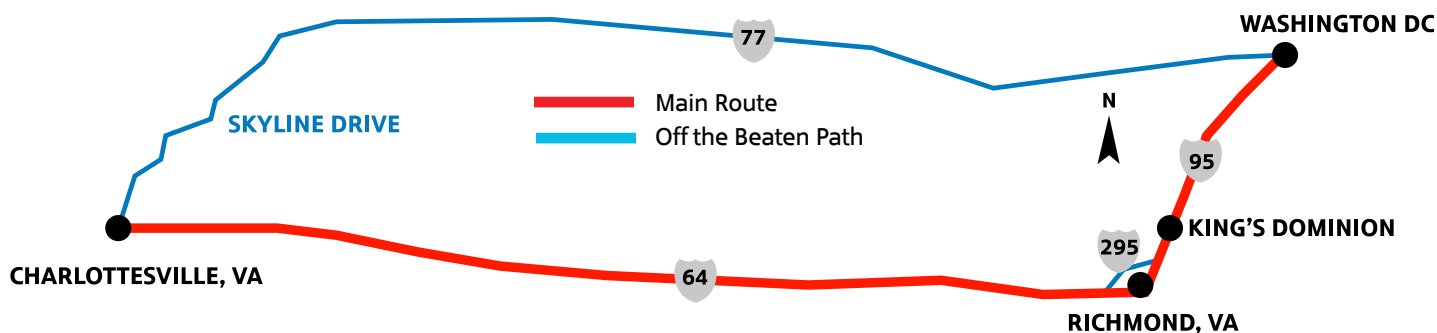 WASHINGTON DC
77
Main Route
N
SKYLINE DRIVE
Off the Beaten Path
95
KING'S DOMINION
295
CHARLOTTESVILLE, VA
64
RICHMOND, VA